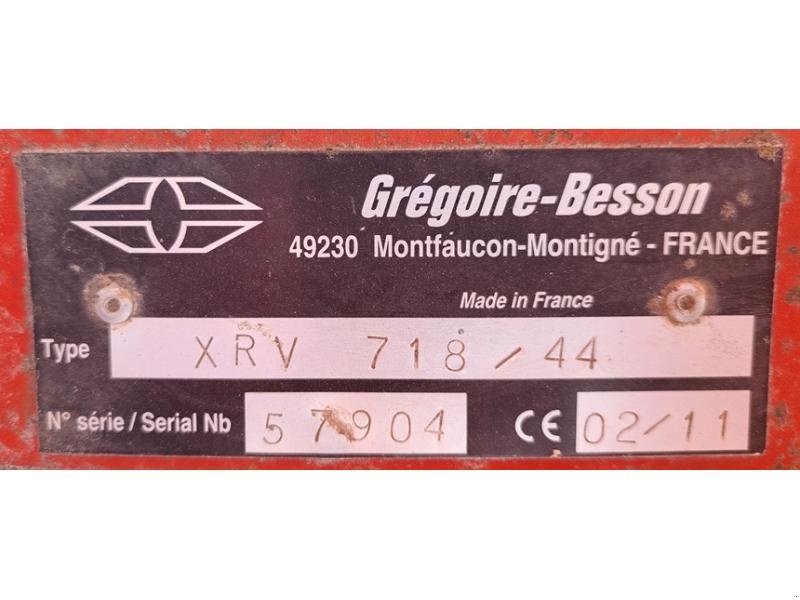 Grégoire-Besson
49230 Montfaucon-Montigné - FRANCE
Made in France
Type XRV 718/44
N° série / Serial Nb 57904 CE 02/11